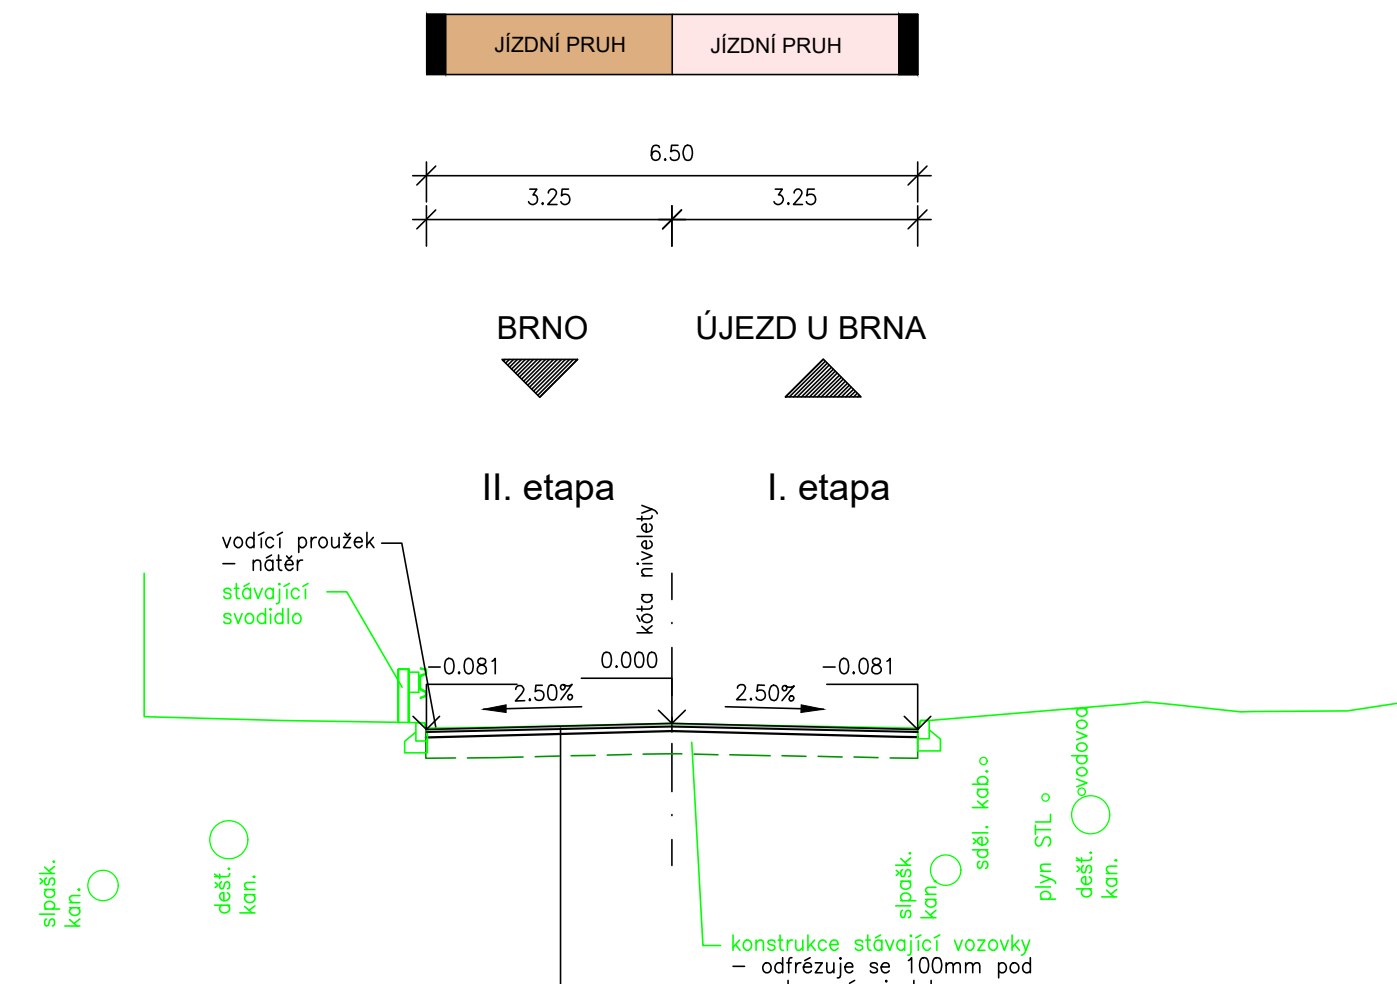 JÍZDNÍ PRUH JÍZDNÍ PRUH
6.50
3.25 3.25
BRNO ÚJEZD U BRNA
II. etapa I. etapa
kóta nivelety
vodící proužek
– nátěr
stávající
svodidlo
-0.081 0.000 -0.081
2.50% 2.50%
slpašk.
kan.
dešť.
kan.
slpašk.
kan.
sděl. kab.
plyn STL
vodovod
dešť.
kan.
konstrukce stávající vozovky
– odfrézuje se 100mm pod